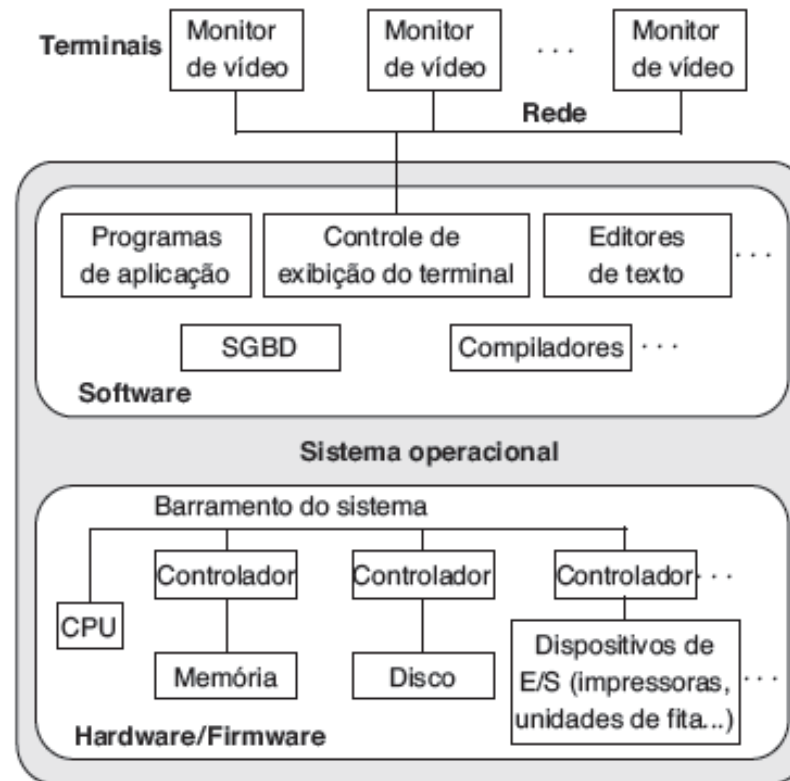 Terminais
Monitor
de vídeo
Monitor
de vídeo
. . .
Monitor
de vídeo
Rede
Programas
de aplicação
Controle de
exibição do terminal
Editores
de texto
. . .
SGBD
Compiladores
. . .
Software
Sistema operacional
Barramento do sistema
Controlador
Controlador
Controlador
. . .
CPU
Memória
Disco
Dispositivos de
E/S (impressoras,
unidades de fita...)
. . .
Hardware/Firmware